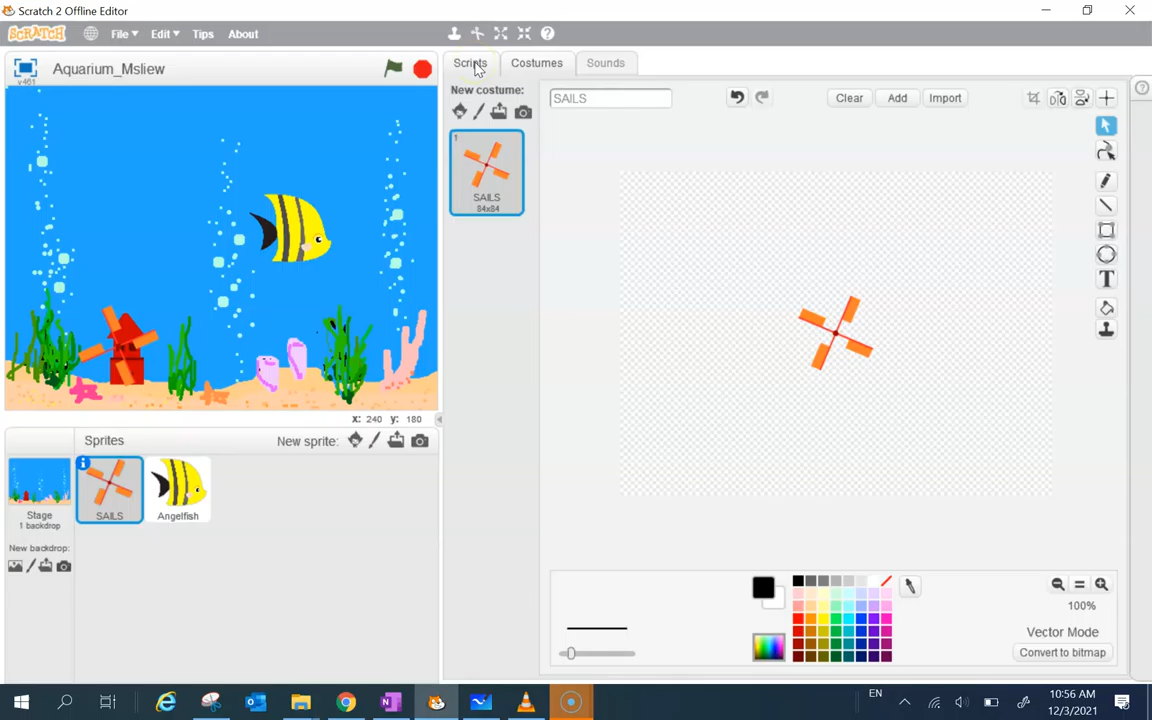 Scratch 2 Offline Editor
SCRATCH File Edit Tips About
v461 Aquarium_Msliew
Scripts Costumes Sounds
New costume:
SAILS
Clear Add Import
1
SAILS
84x84
x: 240 y: 180
Sprites New sprite:
Stage
1 backdrop
SAILS
Angelfish
New backdrop:
100%
Vector Mode
Convert to bitmap
EN
10:56 AM
12/3/2021